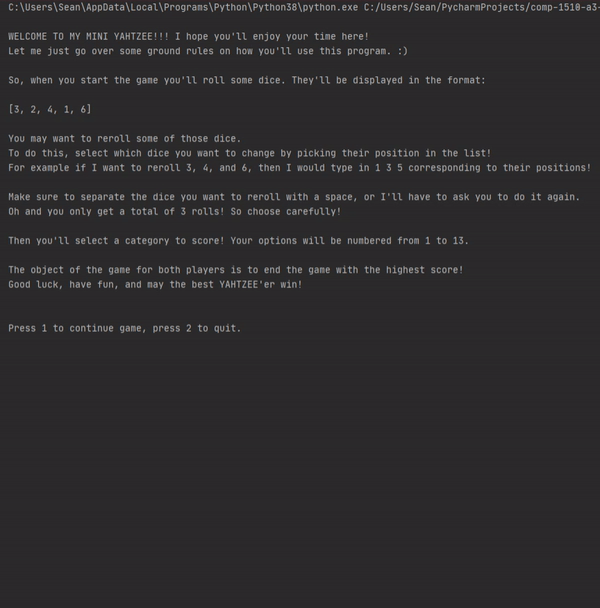 C:\Users\Sean\AppData\Local\Programs\Python\Python38\python.exe C:/Users/Sean/PycharmProjects/comp-1510-a3-
WELCOME TO MY MINI YAHTZEE!!! I hope you'll enjoy your time here!
Let me just go over some ground rules on how you'll use this program. :)
So, when you start the game you'll roll some dice. They'll be displayed in the format:
[3, 2, 4, 1, 6]
You may want to reroll some of those dice.
To do this, select which dice you want to change by picking their position in the list!
For example if I want to reroll 3, 4, and 6, then I would type in 1 3 5 corresponding to their positions!
Make sure to separate the dice you want to reroll with a space, or I'll have to ask you to do it again.
Oh and you only get a total of 3 rolls! So choose carefully!
Then you'll select a category to score! Your options will be numbered from 1 to 13.
The object of the game for both players is to end the game with the highest score!
Good luck, have fun, and may the best YAHTZEE'er win!
Press 1 to continue game, press 2 to quit.